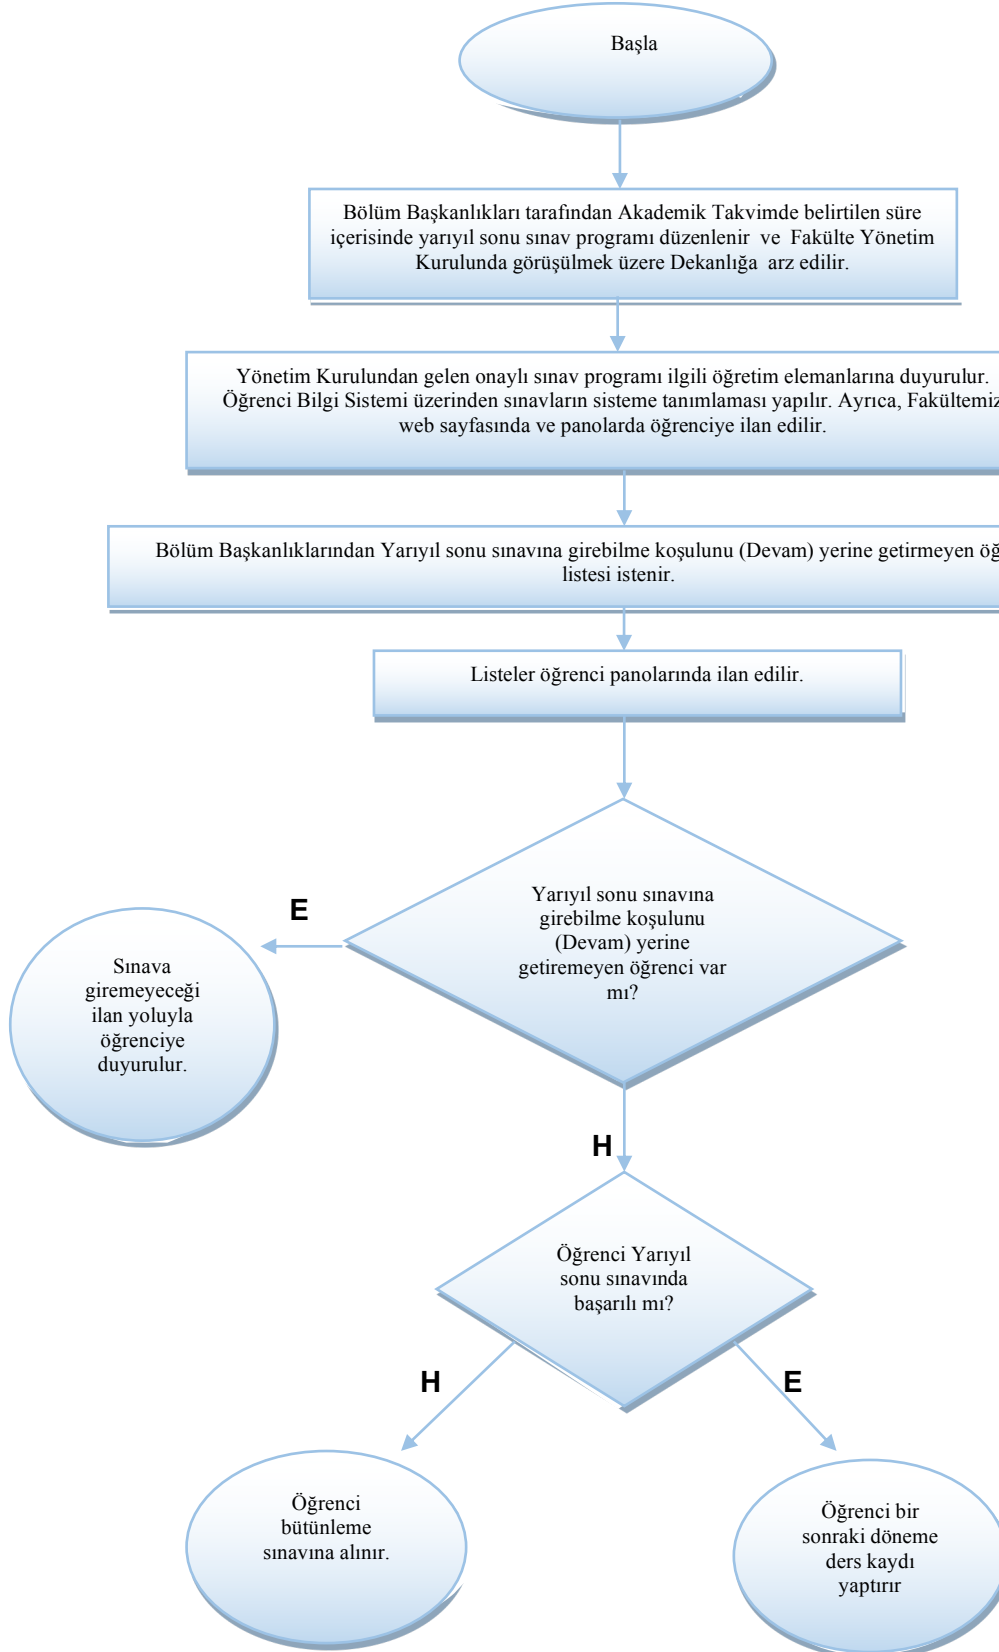 Başla
Bölüm Başkanlıkları tarafından Akademik Takvimde belirtilen süre
içerisinde yarıyıl sonu sınav programı düzenlenir ve Fakülte Yönetim
Kurulunda görüşülmek üzere Dekanlığa arz edilir.
Yönetim Kurulundan gelen onaylı sınav programı ilgili öğretim elemanlarına duyurulur.
Öğrenci Bilgi Sistemi üzerinden sınavların sisteme tanımlaması yapılır. Ayrıca, Fakültemiz
web sayfasında ve panolarda öğrenciye ilan edilir.
Bölüm Başkanlıklarından Yarıyıl sonu sınavına girebilme koşulunu (Devam) yerine getirmeyen
listesi istenir.
Listeler öğrenci panolarında ilan edilir.
Yarıyıl sonu sınavına
girebilme koşulunu
(Devam) yerine
getiremeyen öğrenci var
mı?
E
Sınava
giremeyeceği
ilan yoluyla
öğrenciye
duyurulur.
H
Öğrenci Yarıyıl
sonu sınavında
başarılı mı?
H
E
Öğrenci
bütünleme
sınavına alınır.
Öğrenci bir
sonraki döneme
ders kaydı
yaptırır